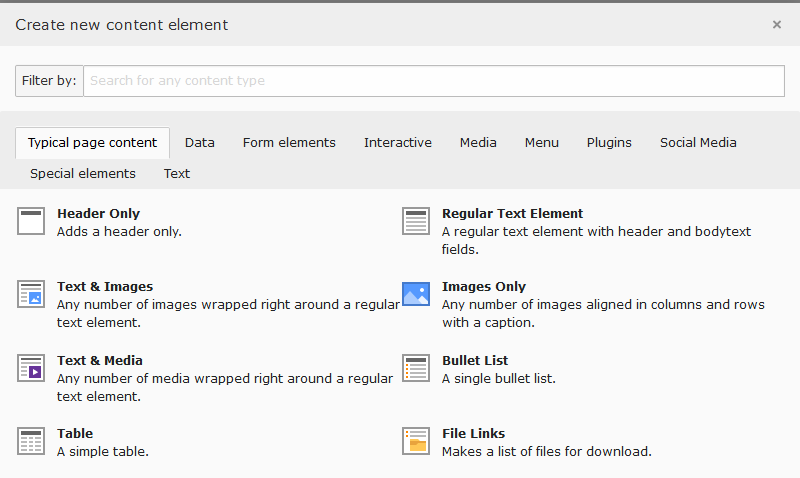 Create new content element
×
Filter by: Search for any content type
Typical page content Data Form elements Interactive Media Menu Plugins Social Media
Special elements Text
Header Only
Adds a header only.
Regular Text Element
A regular text element with header and bodytext
fields.
Text & Images
Any number of images wrapped right around a regular
text element.
Images Only
Any number of images aligned in columns and rows
with a caption.
Text & Media
Any number of media wrapped right around a regular
text element.
Bullet List
A single bullet list.
Table
A simple table.
File Links
Makes a list of files for download.